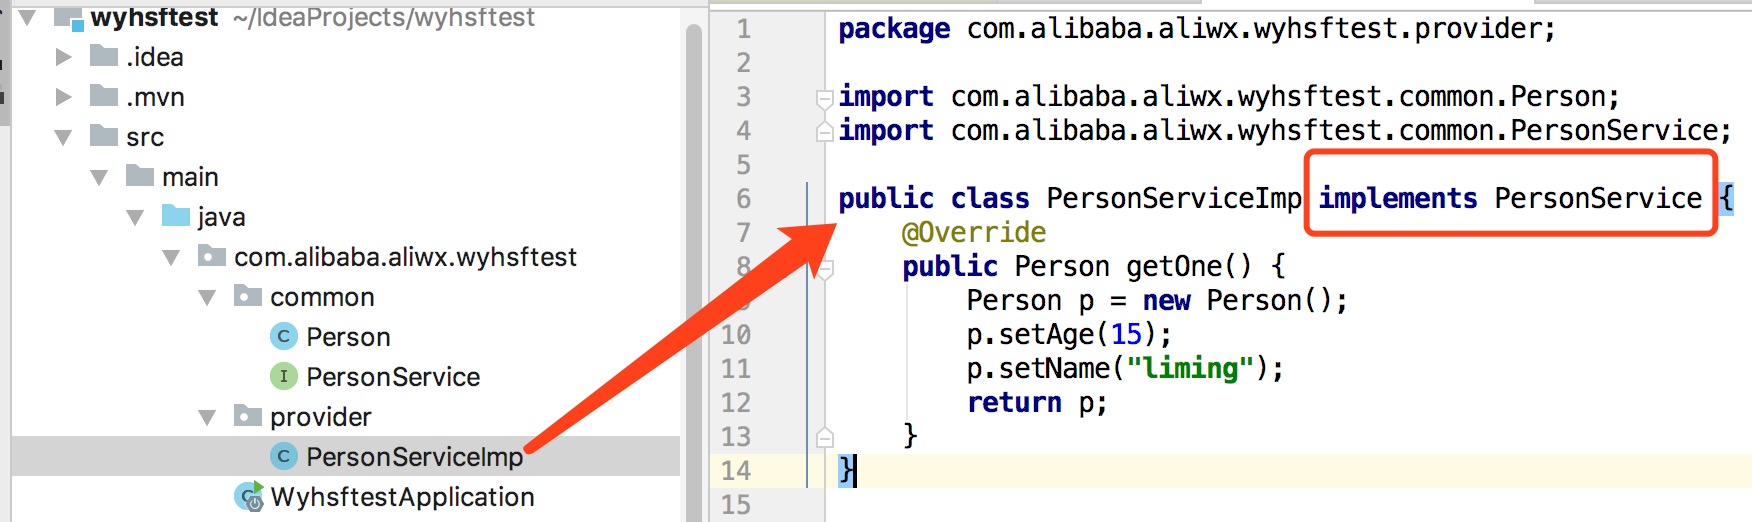 wyhsftest ~/IdeaProjects/wyhsftest
.idea
.mvn
src
main
java
com.alibaba.aliwx.wyhsftest
common
Person
PersonService
provider
PersonServiceImp
WyhsftestApplication
1 package com.alibaba.aliwx.wyhsftest.provider;
2
3 import com.alibaba.aliwx.wyhsftest.common.Person;
4 import com.alibaba.aliwx.wyhsftest.common.PersonService;
5
6 public class PersonServiceImp implements PersonService {
7 @Override
8 public Person getOne() {
9 Person p = new Person();
10 p.setAge(15);
11 p.setName("liming");
12 return p;
13 }
14 }
15